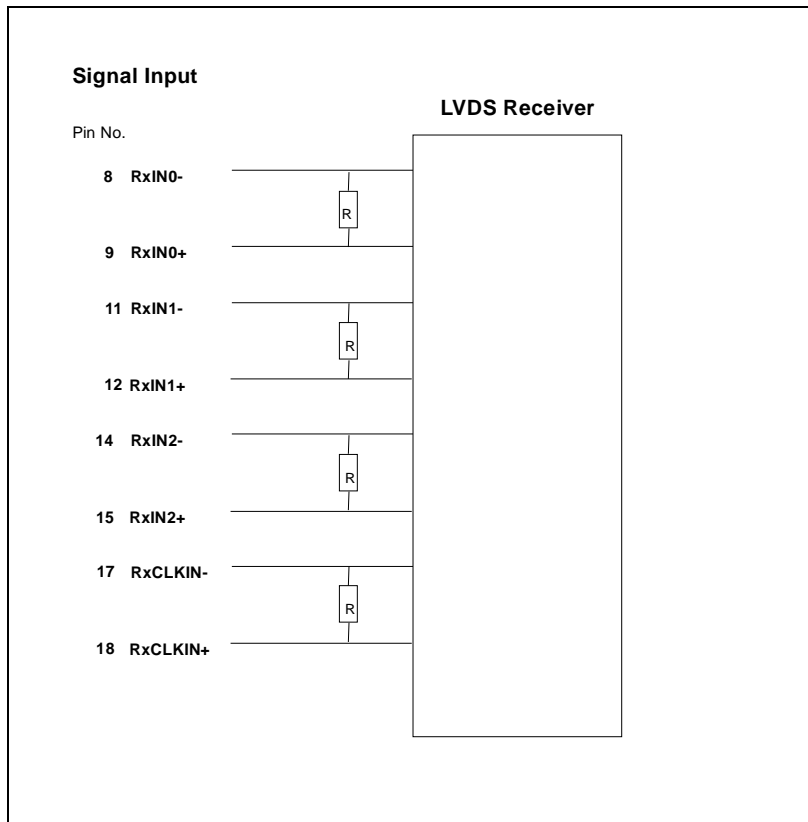 Signal Input
LVDS Receiver
Pin No.
8 RxIN0-
R
9 RxIN0+
11 RxIN1-
R
12 RxIN1+
14 RxIN2-
R
15 RxIN2+
17 RxCLKIN-
R
18 RxCLKIN+